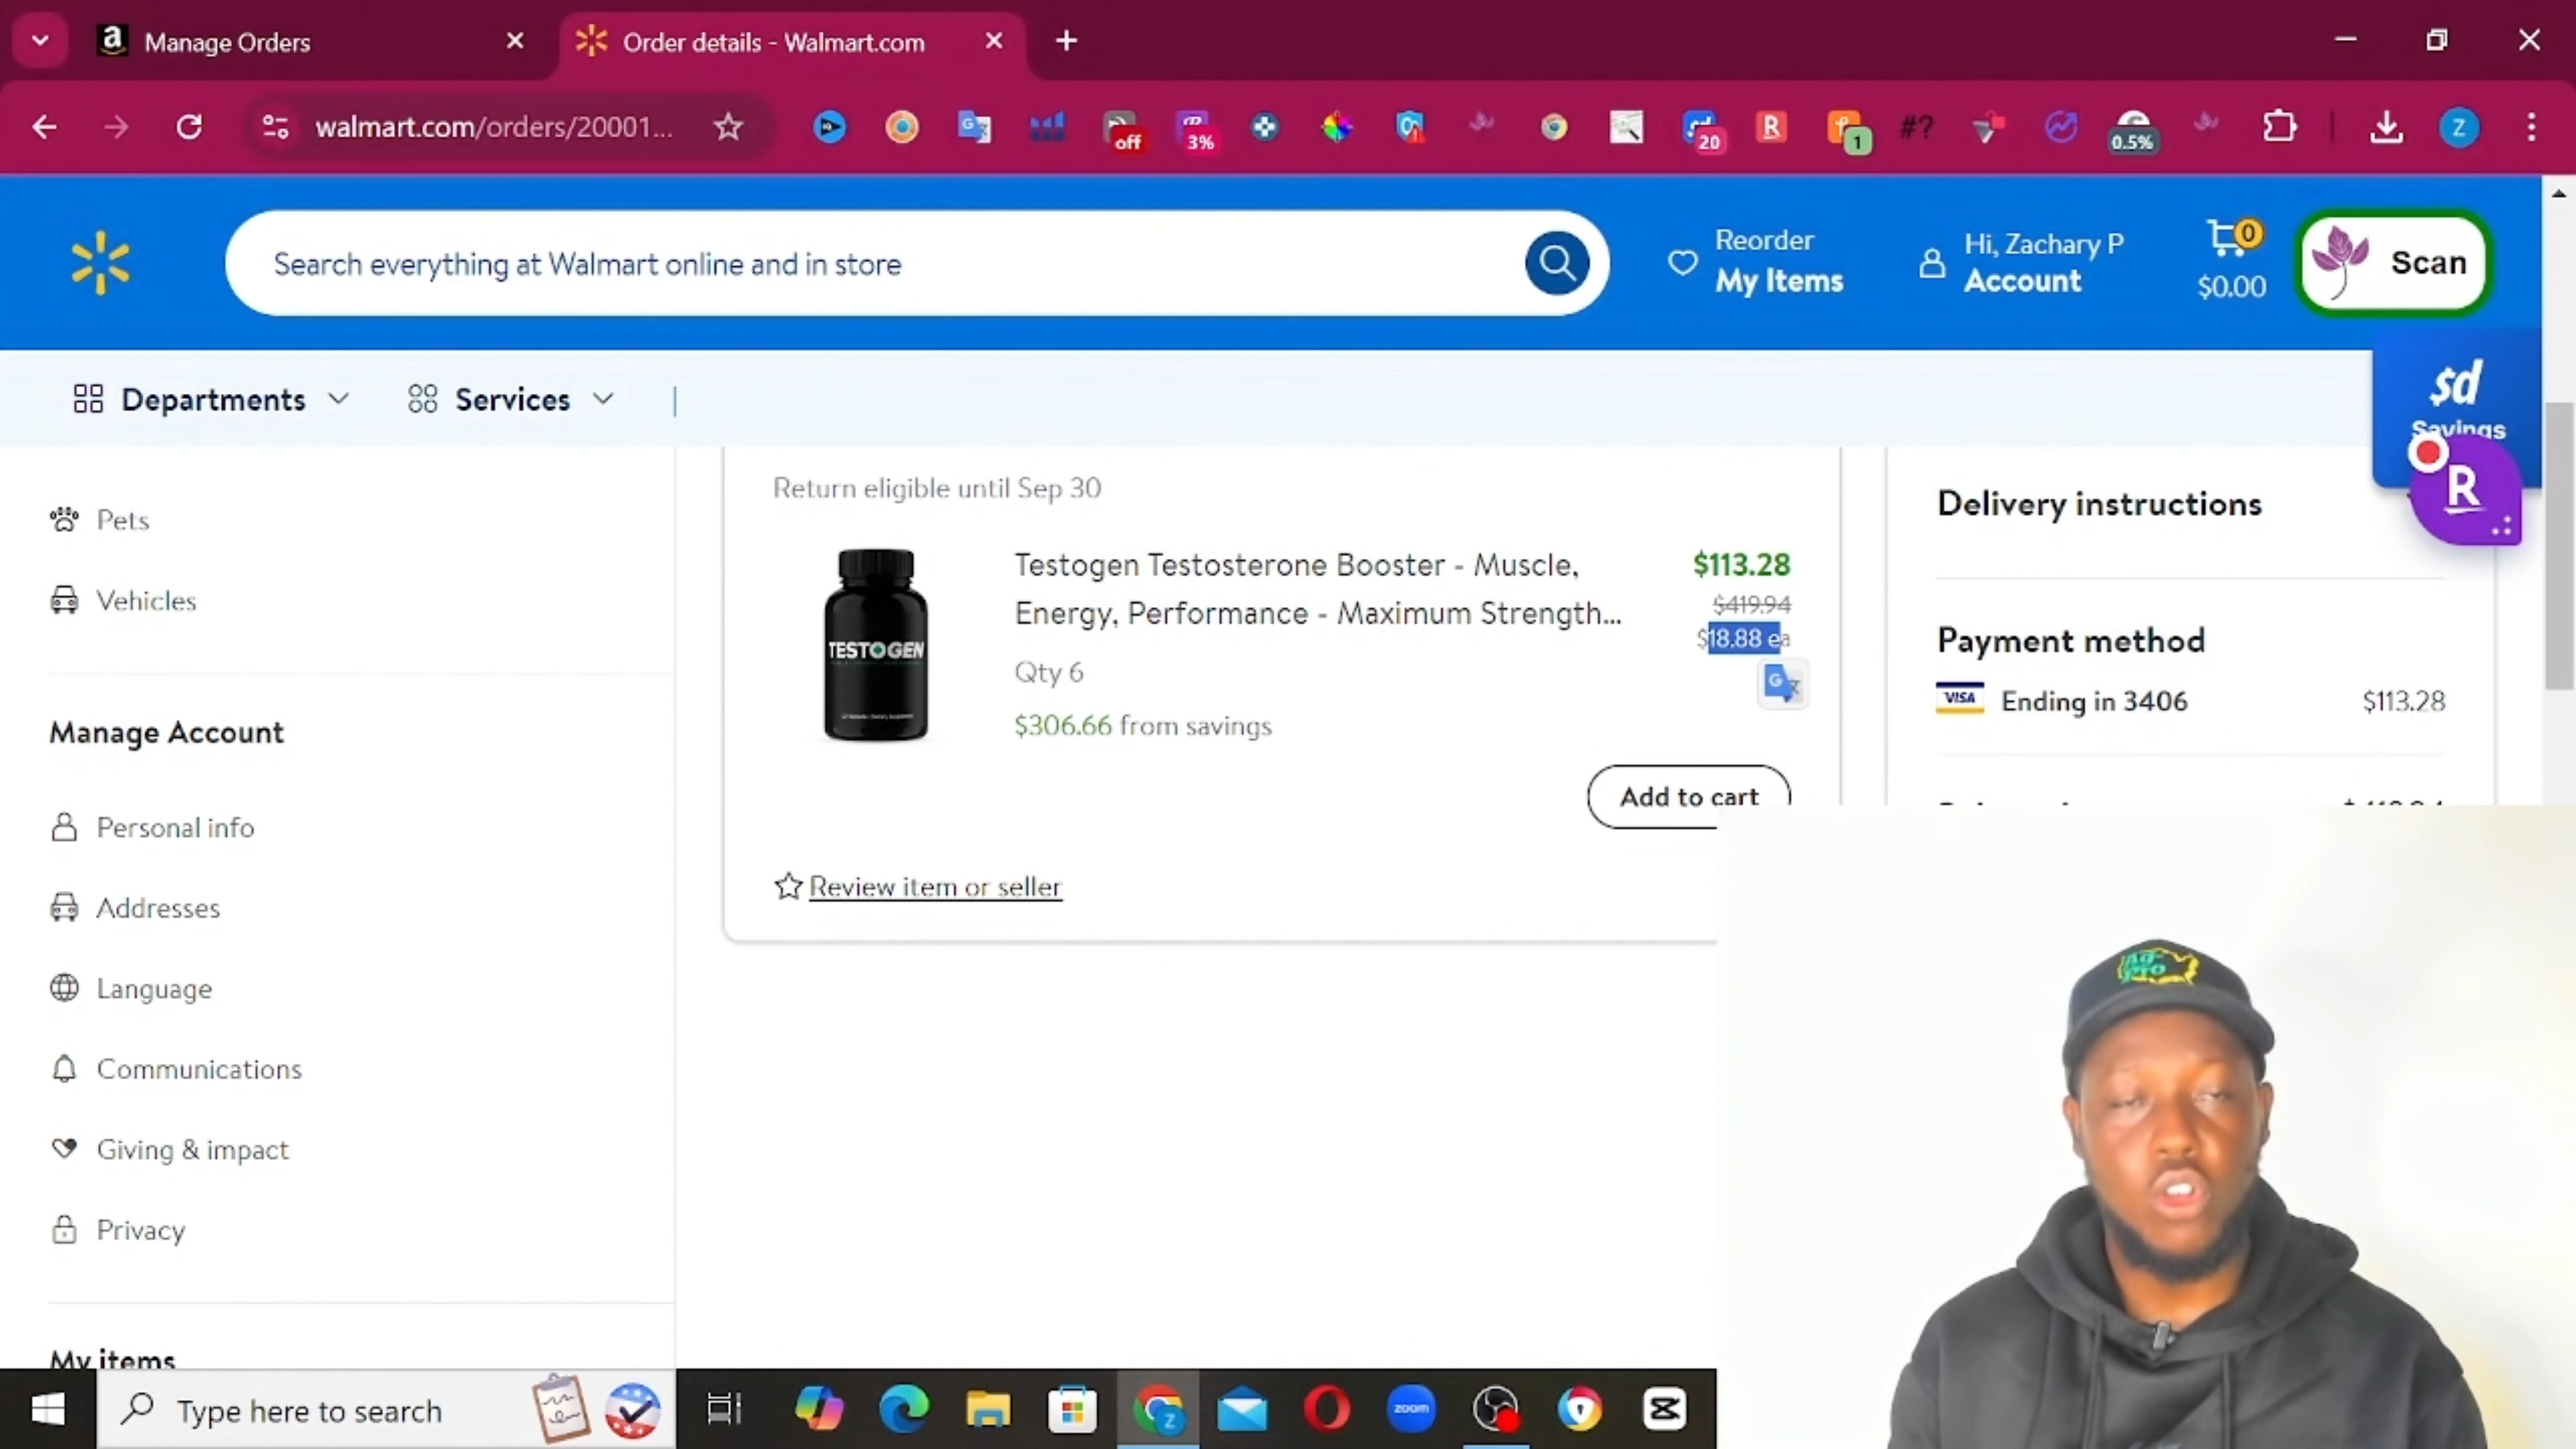 Manage Orders
Order details - Walmart.com
walmart.com/orders/20001...
off
3%
20
R
1
#?
0.5%
Z
Search everything at Walmart online and in store
Reorder
My Items
Hi, Zachary P
Account
0
$0.00
Scan
Departments
Services
$d
Savings
R
Pets
Vehicles
Manage Account
Personal info
Addresses
Language
Communications
Giving & impact
Privacy
My items
Return eligible until Sep 30
TESTOGEN
Testogen Testosterone Booster - Muscle,
Energy, Performance - Maximum Strength...
Qty 6
$306.66 from savings
$113.28
$419.94
$18.88 ea
Add to cart
Review item or seller
Delivery instructions
Payment method
VISA
Ending in 3406
$113.28
Ag
Pro
Type here to search
Z
zoom